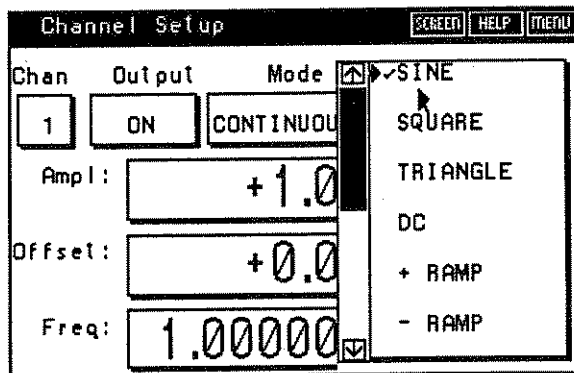 Channel Setup SCREEN HELP MENU
Chan Output Mode
1 ON CONTINUOU
Ampl: +1.0
Offset: +0.0
Freq: 1.00000
✓SINE
SQUARE
TRIANGLE
DC
+ RAMP
- RAMP